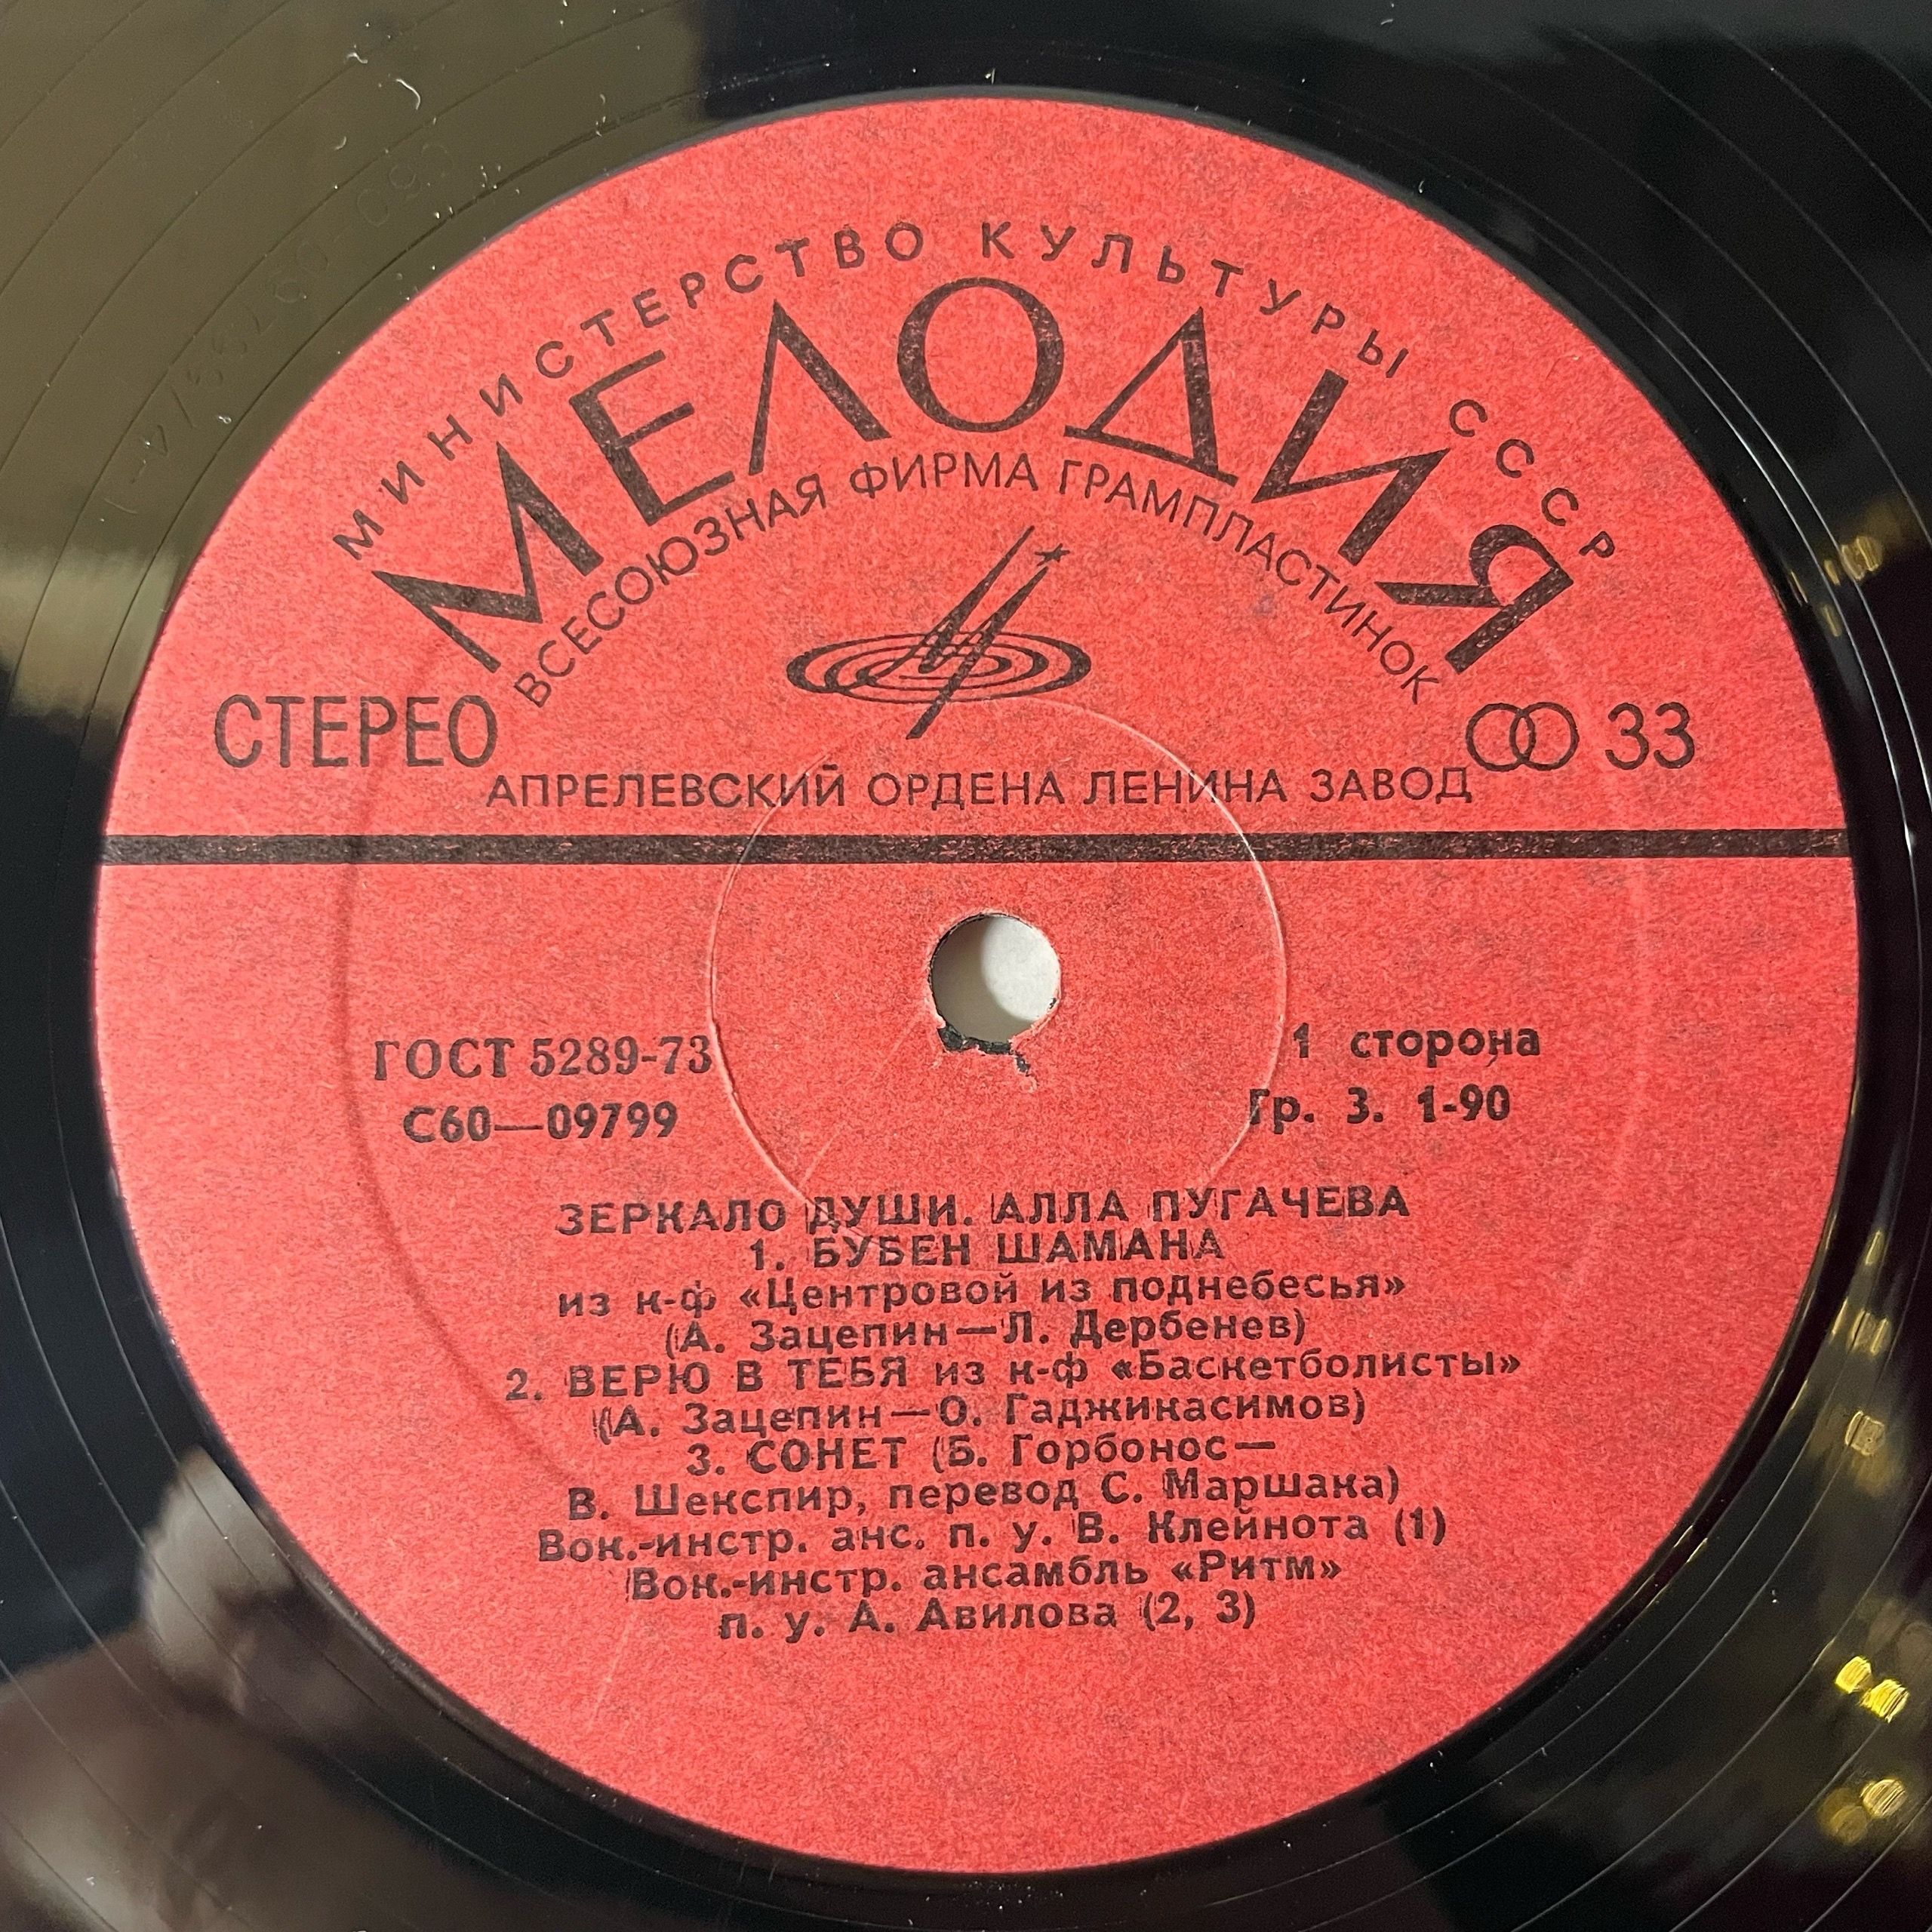 МИНИСТЕРСТВО КУЛЬТУРЫ СССР
МЕЛОДИЯ
ВСЕСОЮЗНАЯ ФИРМА ГРАМПЛАСТИНОК
СТЕРЕО
33
АПРЕЛЕВСКИЙ ОРДЕНА ЛЕНИНА ЗАВОД
ГОСТ 5289-73
С60—09799
1 сторона
Гр. 3. 1-90
ЗЕРКАЛО ДУШИ. АЛЛА ПУГАЧЕВА
1. БУБЕН ШАМАНА
из к-ф «Центровой из поднебесья»
(А. Зацепин—Л. Дербенев)
2. ВЕРЮ В ТЕБЯ из к-ф «Баскетболисты»
(А. Зацепин—О. Гаджикасимов)
3. СОНЕТ (Б. Горбонос—
В. Шекспир, перевод С. Маршака)
Вок.-инстр. анс. п. у. В. Клейнота (1)
Вок.-инстр. ансамбль «Ритм»
п. у. А. Авилова (2, 3)